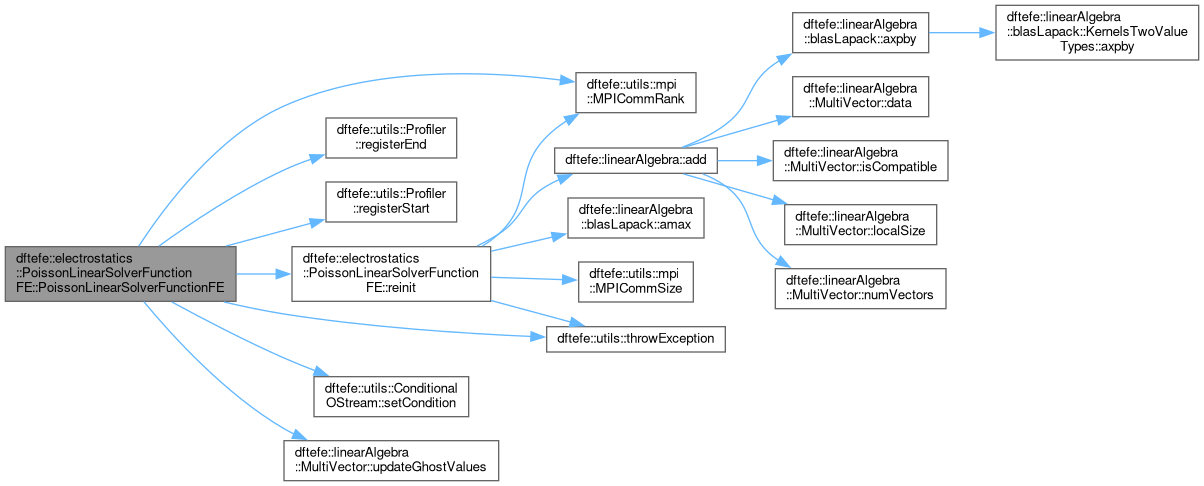 dftefe::electrostatics
::PoissonLinearSolverFunction
FE::PoissonLinearSolverFunctionFE
dftefe::utils::mpi
::MPICommRank
dftefe::utils::Profiler
::registerEnd
dftefe::utils::Profiler
::registerStart
dftefe::electrostatics
::PoissonLinearSolverFunction
FE::reinit
dftefe::utils::throwException
dftefe::utils::Conditional
OStream::setCondition
dftefe::linearAlgebra
::MultiVector::updateGhostValues
dftefe::linearAlgebra::add
dftefe::linearAlgebra
::blasLapack::amax
dftefe::utils::mpi
::MPICommSize
dftefe::linearAlgebra
::blasLapack::axpby
dftefe::linearAlgebra
::MultiVector::data
dftefe::linearAlgebra
::MultiVector::isCompatible
dftefe::linearAlgebra
::MultiVector::localSize
dftefe::linearAlgebra
::MultiVector::numVectors
dftefe::linearAlgebra
::blasLapack::KernelsTwoValue
Types::axpby